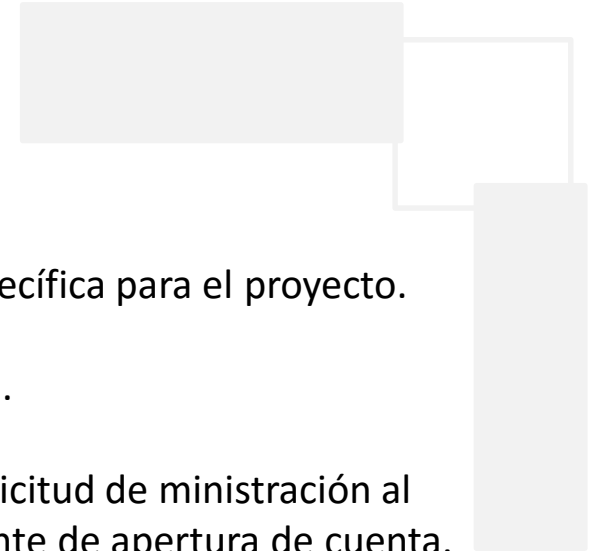 ecífica para el proyecto.
.
icitud de ministración al
nte de apertura de cuenta.